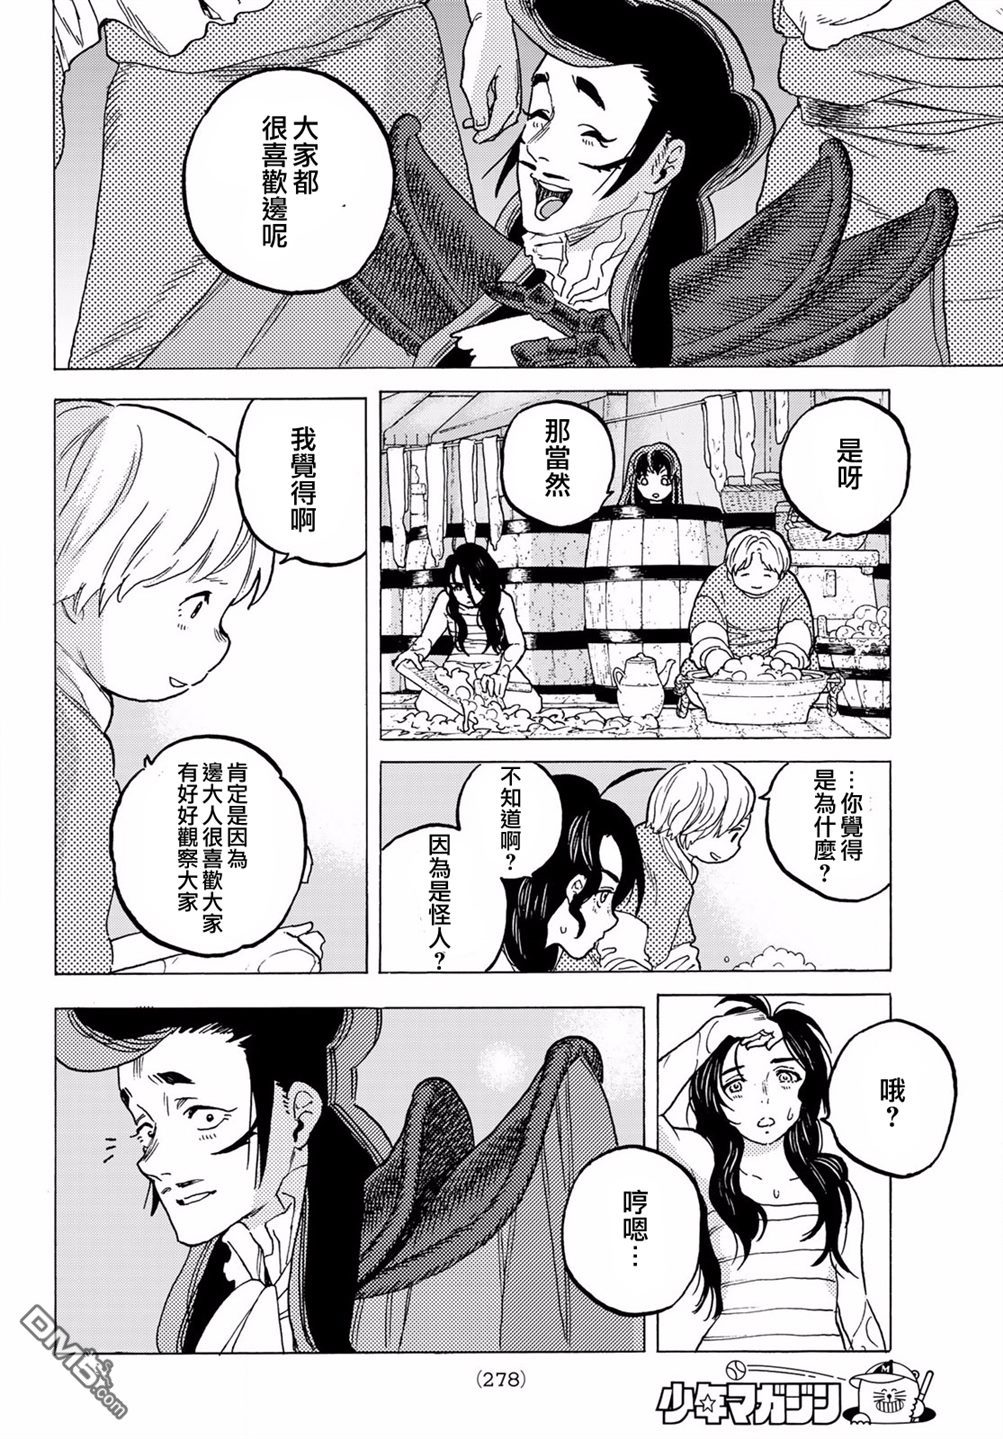 大家都
很喜歡邊呢
是呀
那當然
我覺得啊
…你覺得
是為什麼？
不知道啊？
因為是怪人？
肯定是因為
邊大人很喜歡大家
有好好觀察大家
哦？
哼嗯…
(278)
少年マガジン
DM5.com